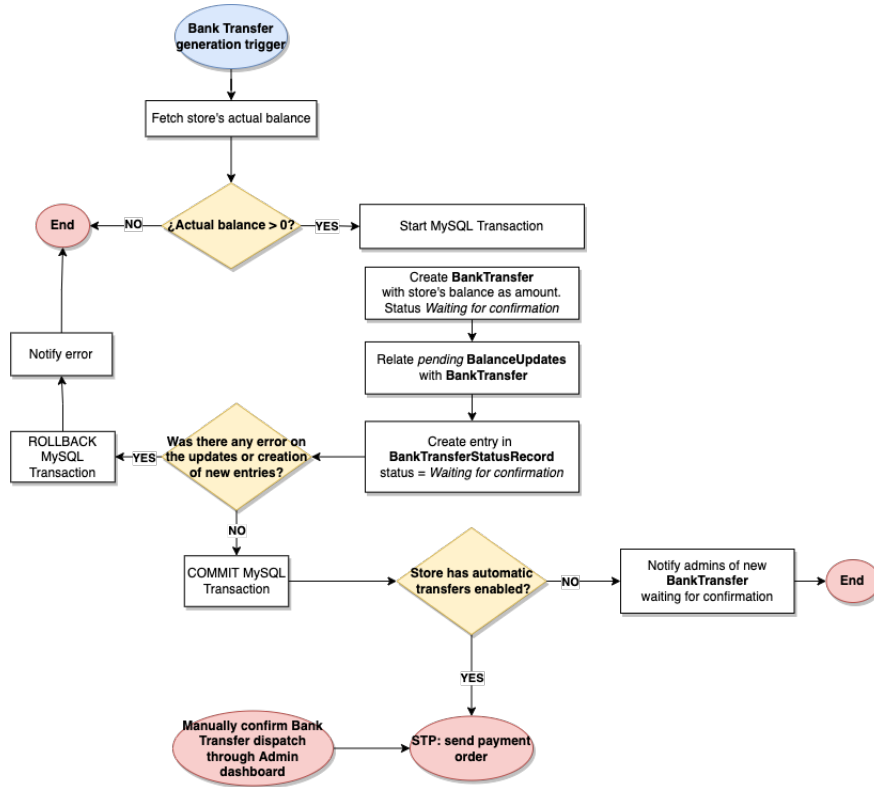 Bank Transfer
generation trigger
Fetch store's actual balance
¿Actual balance > 0?
NO
End
YES
Start MySQL Transaction
Create BankTransfer
with store's balance as amount.
Status Waiting for confirmation
Relate pending BalanceUpdates
with BankTransfer
Create entry in
BankTransferStatusRecord
status = Waiting for confirmation
Was there any error on
the updates or creation
of new entries?
YES
ROLLBACK
MySQL
Transaction
Notify error
NO
COMMIT MySQL
Transaction
Store has automatic
transfers enabled?
NO
Notify admins of new
BankTransfer
waiting for confirmation
End
YES
Manually confirm Bank
Transfer dispatch
through Admin
dashboard
STP: send payment
order